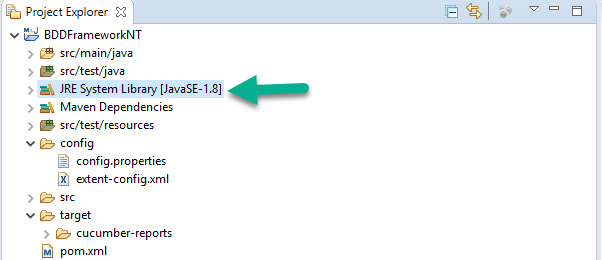 Project Explorer
BDDFrameworkNT
src/main/java
src/test/java
JRE System Library [JavaSE-1.8]
Maven Dependencies
src/test/resources
config
config.properties
extent-config.xml
src
target
cucumber-reports
pom.xml